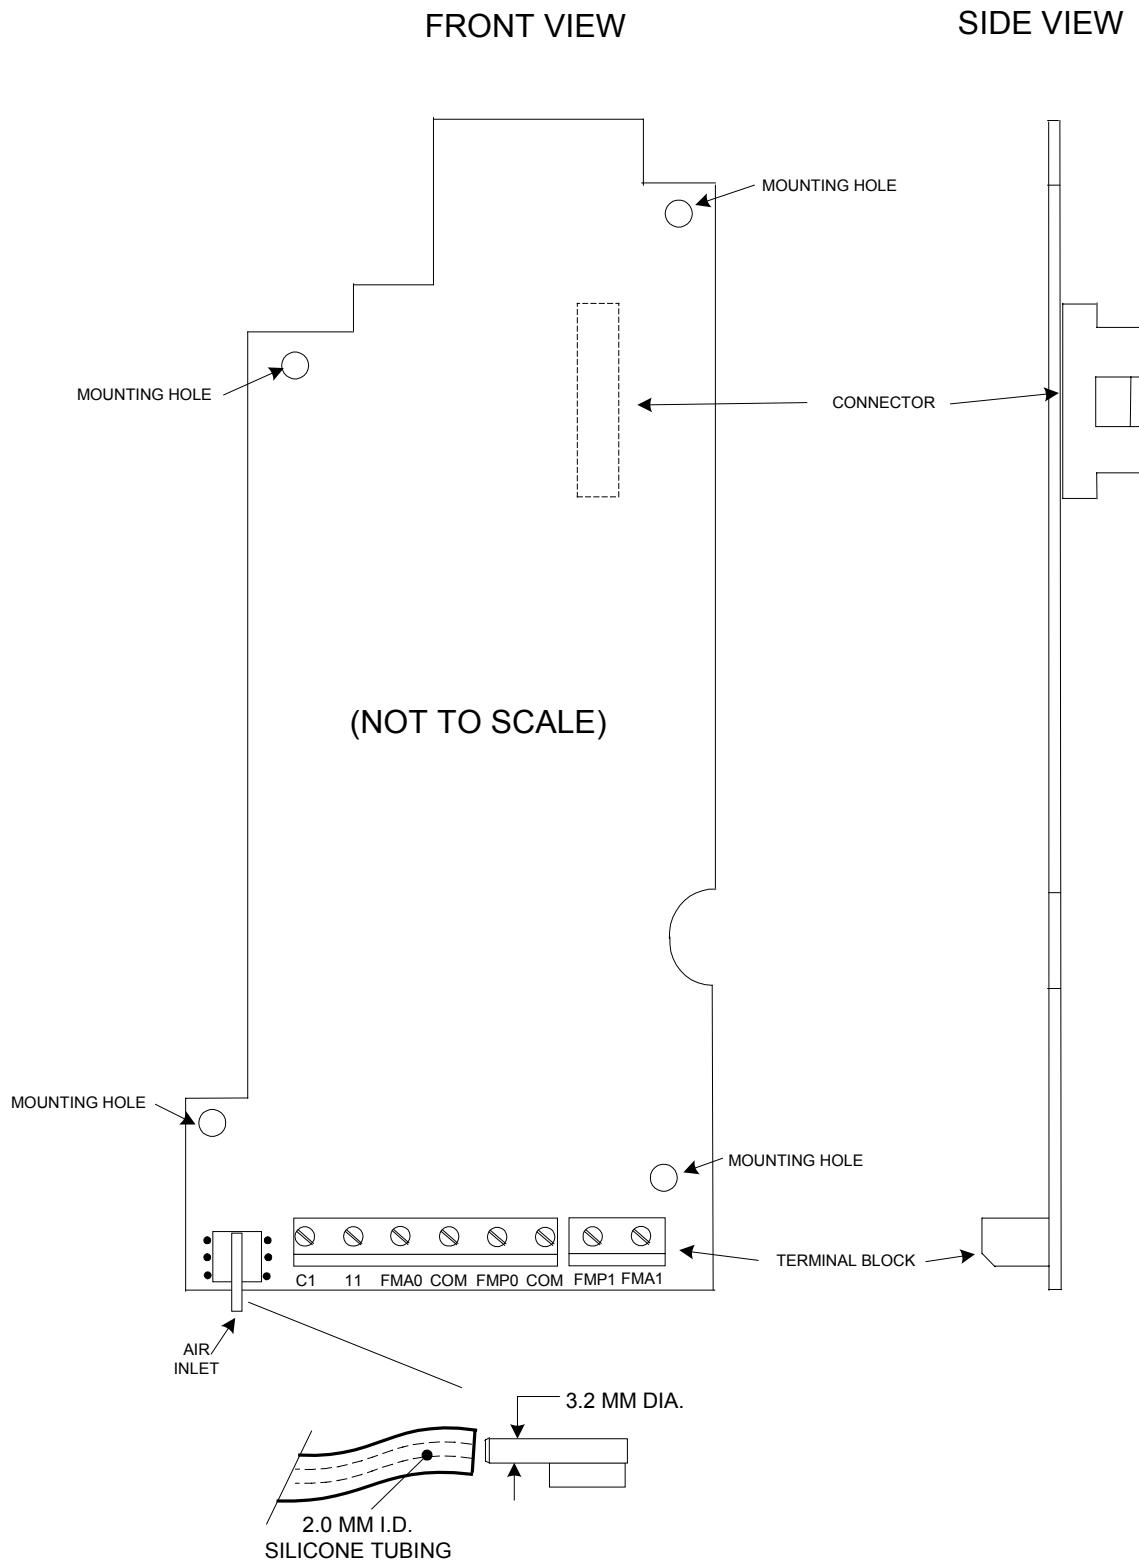 FRONT VIEW
SIDE VIEW
MOUNTING HOLE
MOUNTING HOLE
CONNECTOR
(NOT TO SCALE)
MOUNTING HOLE
MOUNTING HOLE
TERMINAL BLOCK
C1 11 FMA0 COM FMP0 COM FMP1 FMA1
AIR
INLET
3.2 MM DIA.
2.0 MM I.D.
SILICONE TUBING